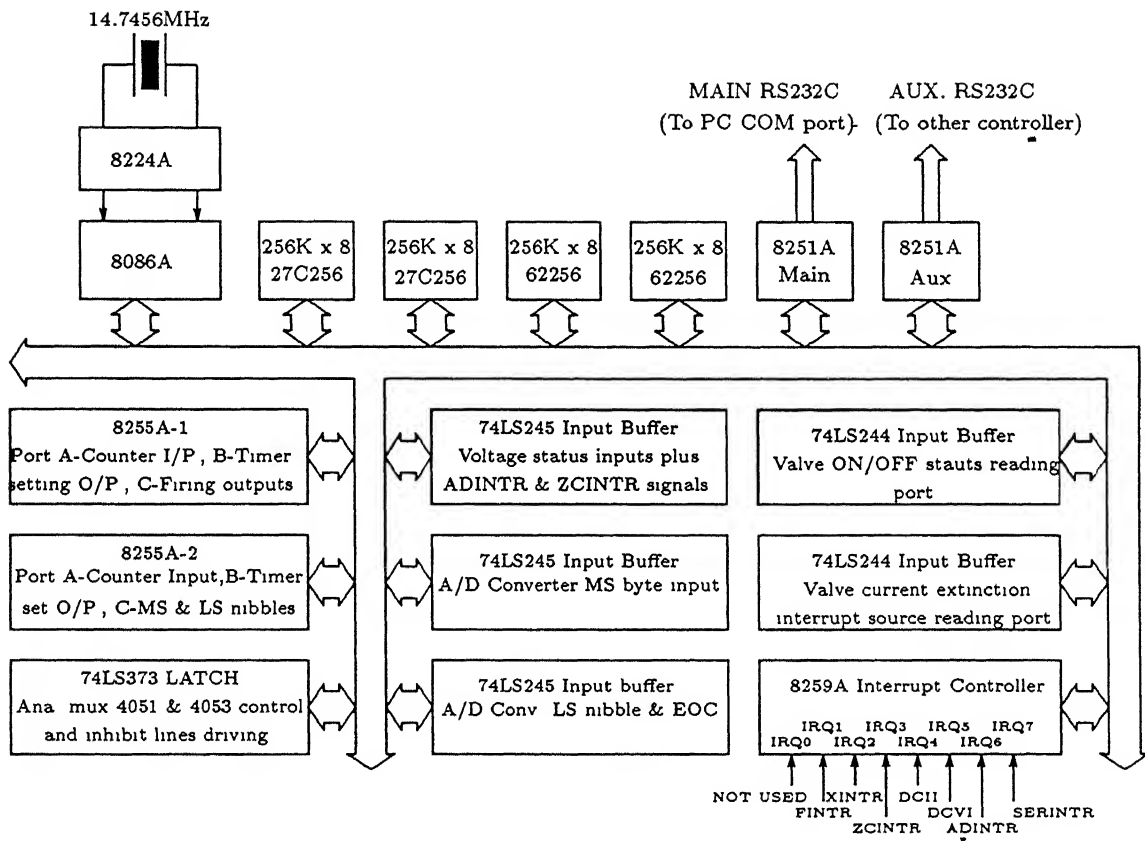 14.7456MHz
MAIN RS232C
(To PC COM port)-
AUX. RS232C
(To other controller)
8224A
8086A
256K x 8
27C256
256K x 8
27C256
256K x 8
62256
256K x 8
62256
8251A
Main
8251A
Aux
8255A-1
Port A-Counter I/P , B-Timer
setting O/P , C-Firing outputs
74LS245 Input Buffer
Voltage status inputs plus
ADINTR & ZCINTR signals
74LS244 Input Buffer
Valve ON/OFF stauts reading
port
8255A-2
Port A-Counter Input,B-Timer
set O/P , C-MS & LS nibbles
74LS245 Input Buffer
A/D Converter MS byte input
74LS244 Input Buffer
Valve current extinction
interrupt source reading port
74LS373 LATCH
Ana mux 4051 & 4053 control
and inhibit lines driving
74LS245 Input buffer
A/D Conv LS nibble & EOC
8259A Interrupt Controller
IRQ1 IRQ3 IRQ5 IRQ7
IRQ0 IRQ2 IRQ4 IRQ6
NOT USED XINTR DCII SERINTR
FINTR DCVI
ZCINTR ADINTR